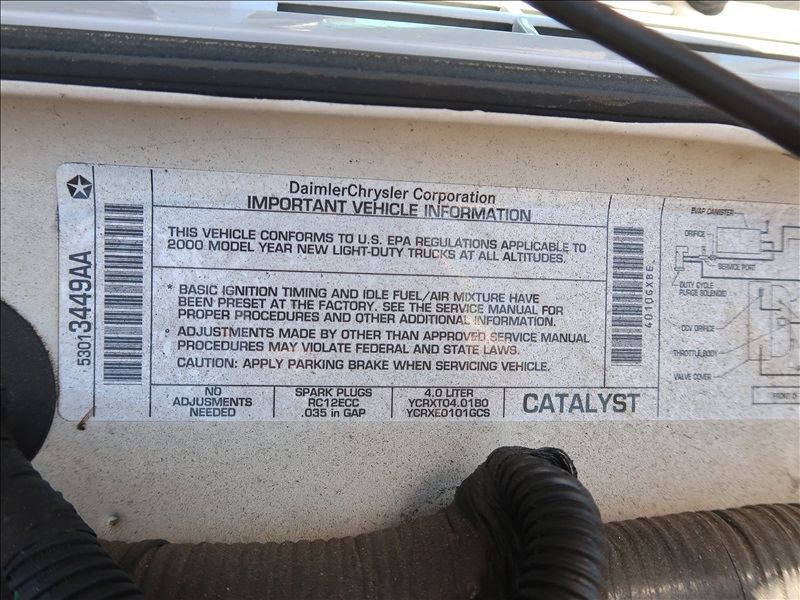 DaimlerChrysler Corporation
IMPORTANT VEHICLE INFORMATION
THIS VEHICLE CONFORMS TO U.S. EPA REGULATIONS APPLICABLE TO
2000 MODEL YEAR NEW LIGHT-DUTY TRUCKS AT ALL ALTITUDES.
* BASIC IGNITION TIMING AND IDLE FUEL/AIR MIXTURE HAVE
BEEN PRESET AT THE FACTORY. SEE THE SERVICE MANUAL FOR
PROPER PROCEDURES AND OTHER ADDITIONAL INFORMATION.
° ADJUSTMENTS MADE BY OTHER THAN APPROVED SERVICE MANUAL
PROCEDURES MAY VIOLATE FEDERAL AND STATE LAWS.
CAUTION: APPLY PARKING BRAKE WHEN SERVICING VEHICLE.
NO
ADJUSMENTS
NEEDED
SPARK PLUGS
RC12ECC
.035 in GAP
4.0 LITER
YCRXT04.01B0
YCRXE0101GCS
CATALYST
53013449AA
4010GXBE
EVAP CANISTER
ORIFICE
SERVICE PORT
DUTY CYCLE
PURGE SOLENOID
CCV ORIFICE
THROTTLE BODY
VALVE COVER
FRONT O